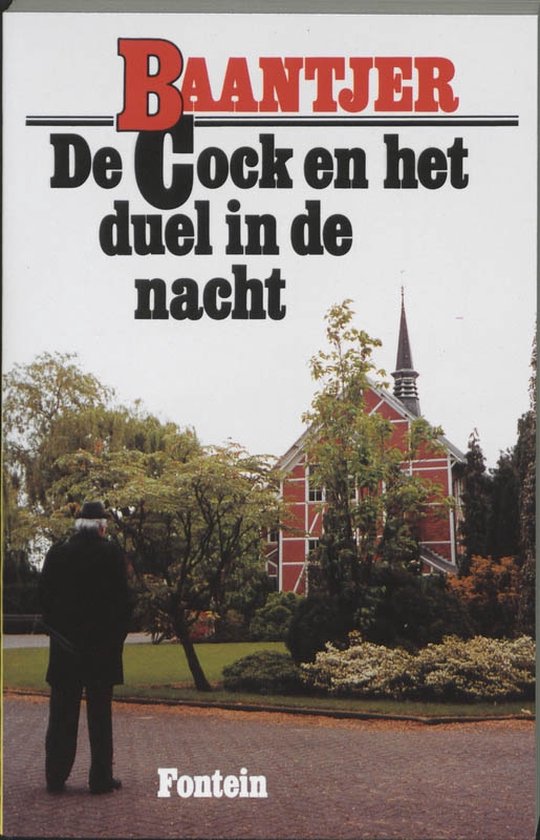 BAANTJER
De Cock en het
duel in de
nacht
Fontein